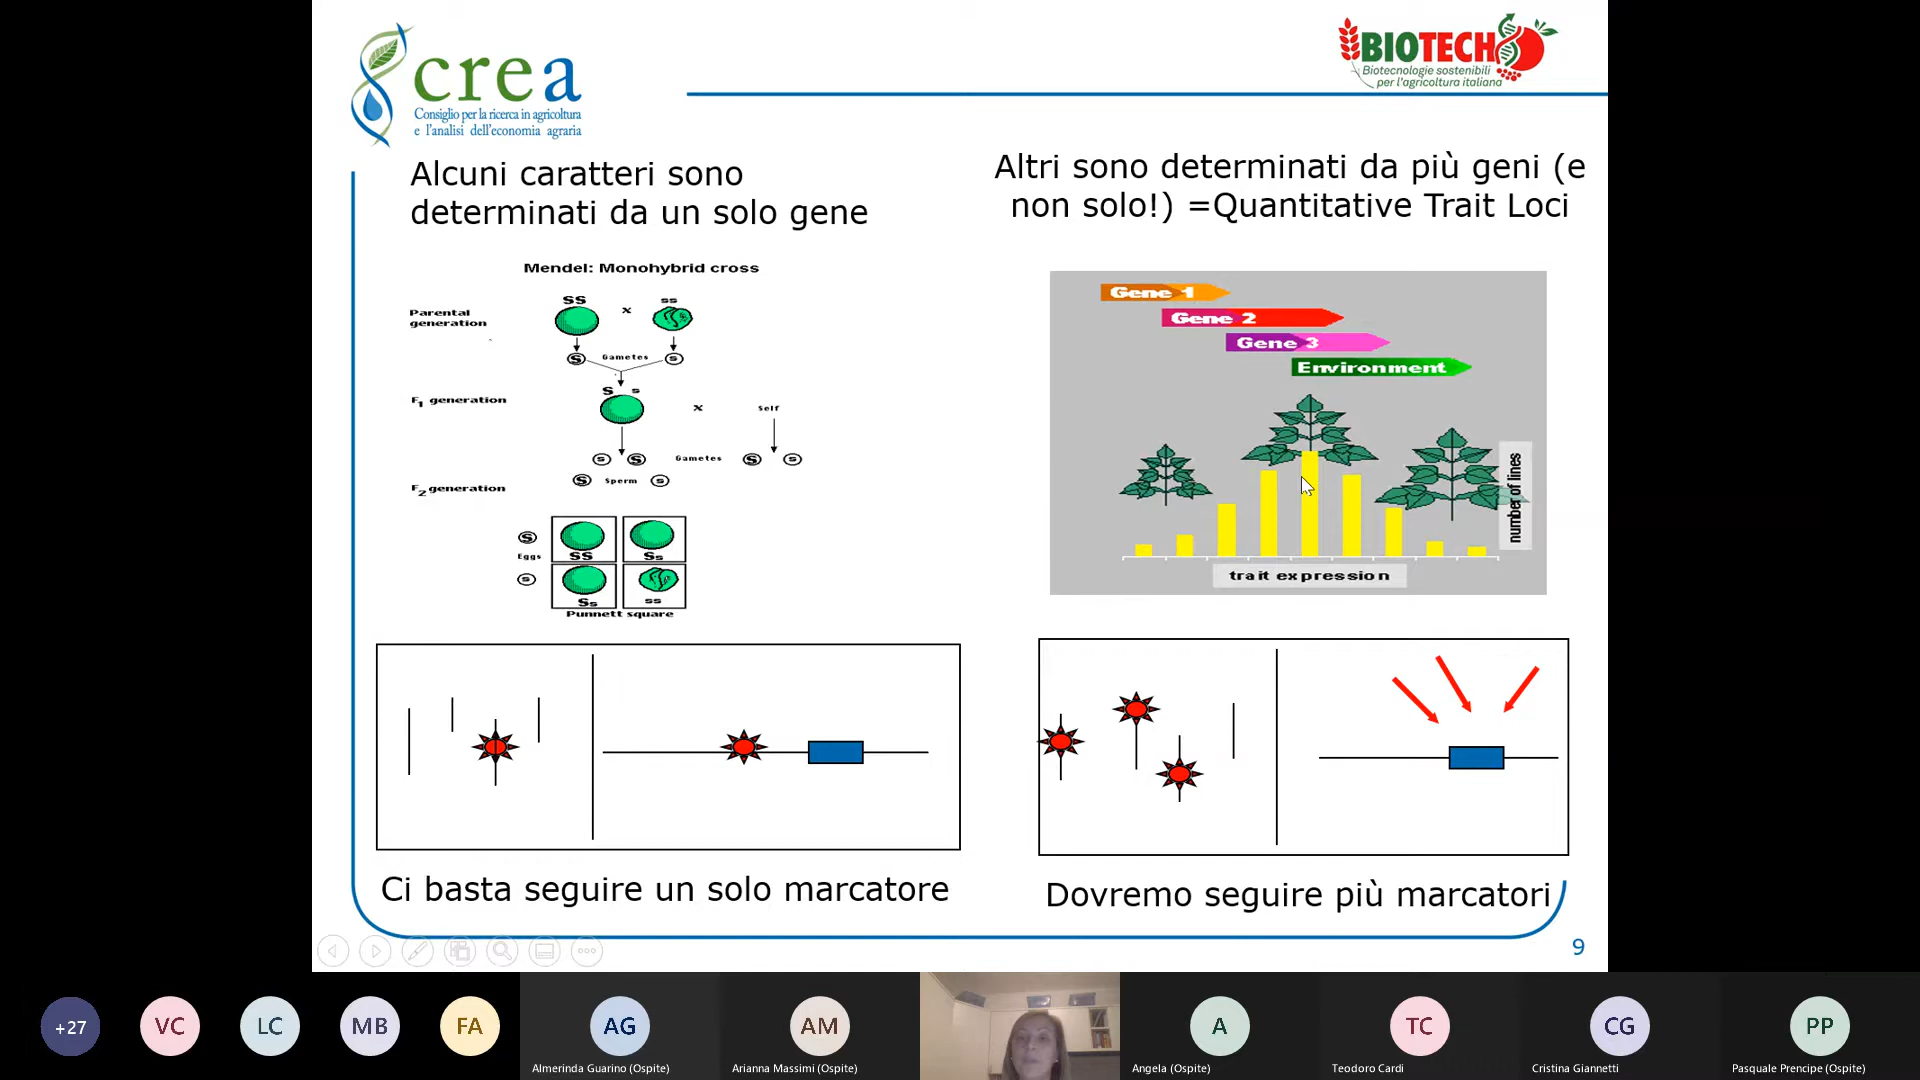 crea
Consiglio per la ricerca in agricoltura
e l'analisi dell'economia agraria
BIOTECH
Biotecnologie sostenibili
per l'agricoltura italiana
Alcuni caratteri sono
determinati da un solo gene
Altri sono determinati da più geni (e
non solo!) =Quantitative Trait Loci
Mendel: Monohybrid cross
SS
ss
Parental
generation
x
S
Gametes
s
S s
F1 generation
x
Self
s
S
Gametes
S
s
F2 generation
S
Sperm
s
S
Eggs
s
SS
Ss
Ss
ss
Punnett square
Gene 1
Gene 2
Gene 3
Environment
number of lines
trait expression
Ci basta seguire un solo marcatore
Dovremo seguire più marcatori
9
+27
VC
LC
MB
FA
AG
Almerinda Guarino (Ospite)
AM
Arianna Massimi (Ospite)
A
Angela (Ospite)
TC
Teodoro Cardi
CG
Cristina Giannetti
PP
Pasquale Prencipe (Ospite)